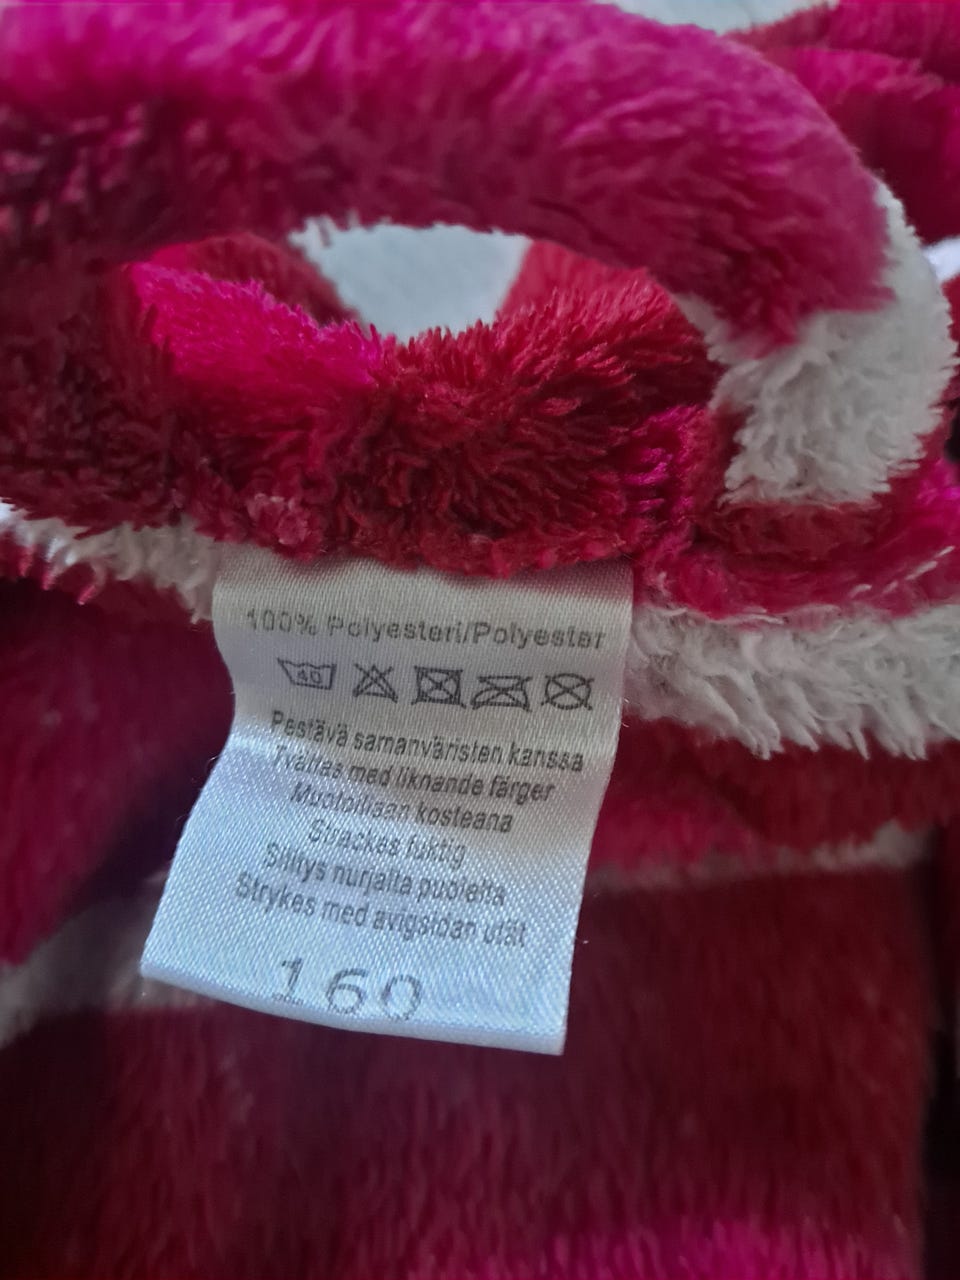 100% Polyesteri/Polyester
40
Pestävä samanväristen kanssa
Tvättas med liknande färger
Muotoillaan kosteana
Sträckes fuktig
Silitys nurjalta puolelta
Strykes med avigsidan utåt
160